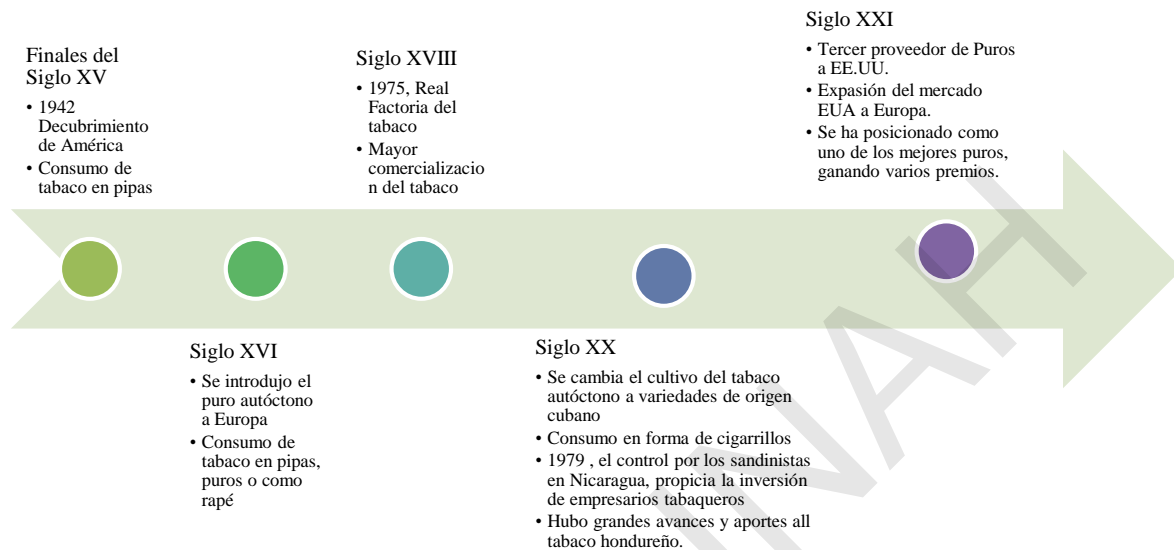 Finales del
Siglo XV
• 1942
Decubrimiento
de América
• Consumo de
tabaco en pipas
Siglo XVI
• Se introdujo el
puro autóctono
a Europa
• Consumo de
tabaco en pipas,
puros o como
rapé
Siglo XVIII
• 1975, Real
Factoria del
tabaco
• Mayor
comercializacio
n del tabaco
Siglo XX
• Se cambia el cultivo del tabaco
autóctono a variedades de origen
cubano
• Consumo en forma de cigarrillos
• 1979 , el control por los sandinistas
en Nicaragua, propicia la inversión
de empresarios tabaqueros
• Hubo grandes avances y aportes all
tabaco hondureño.
Siglo XXI
• Tercer proveedor de Puros
a EE.UU.
• Expasión del mercado
EUA a Europa.
• Se ha posicionado como
uno de los mejores puros,
ganando varios premios.